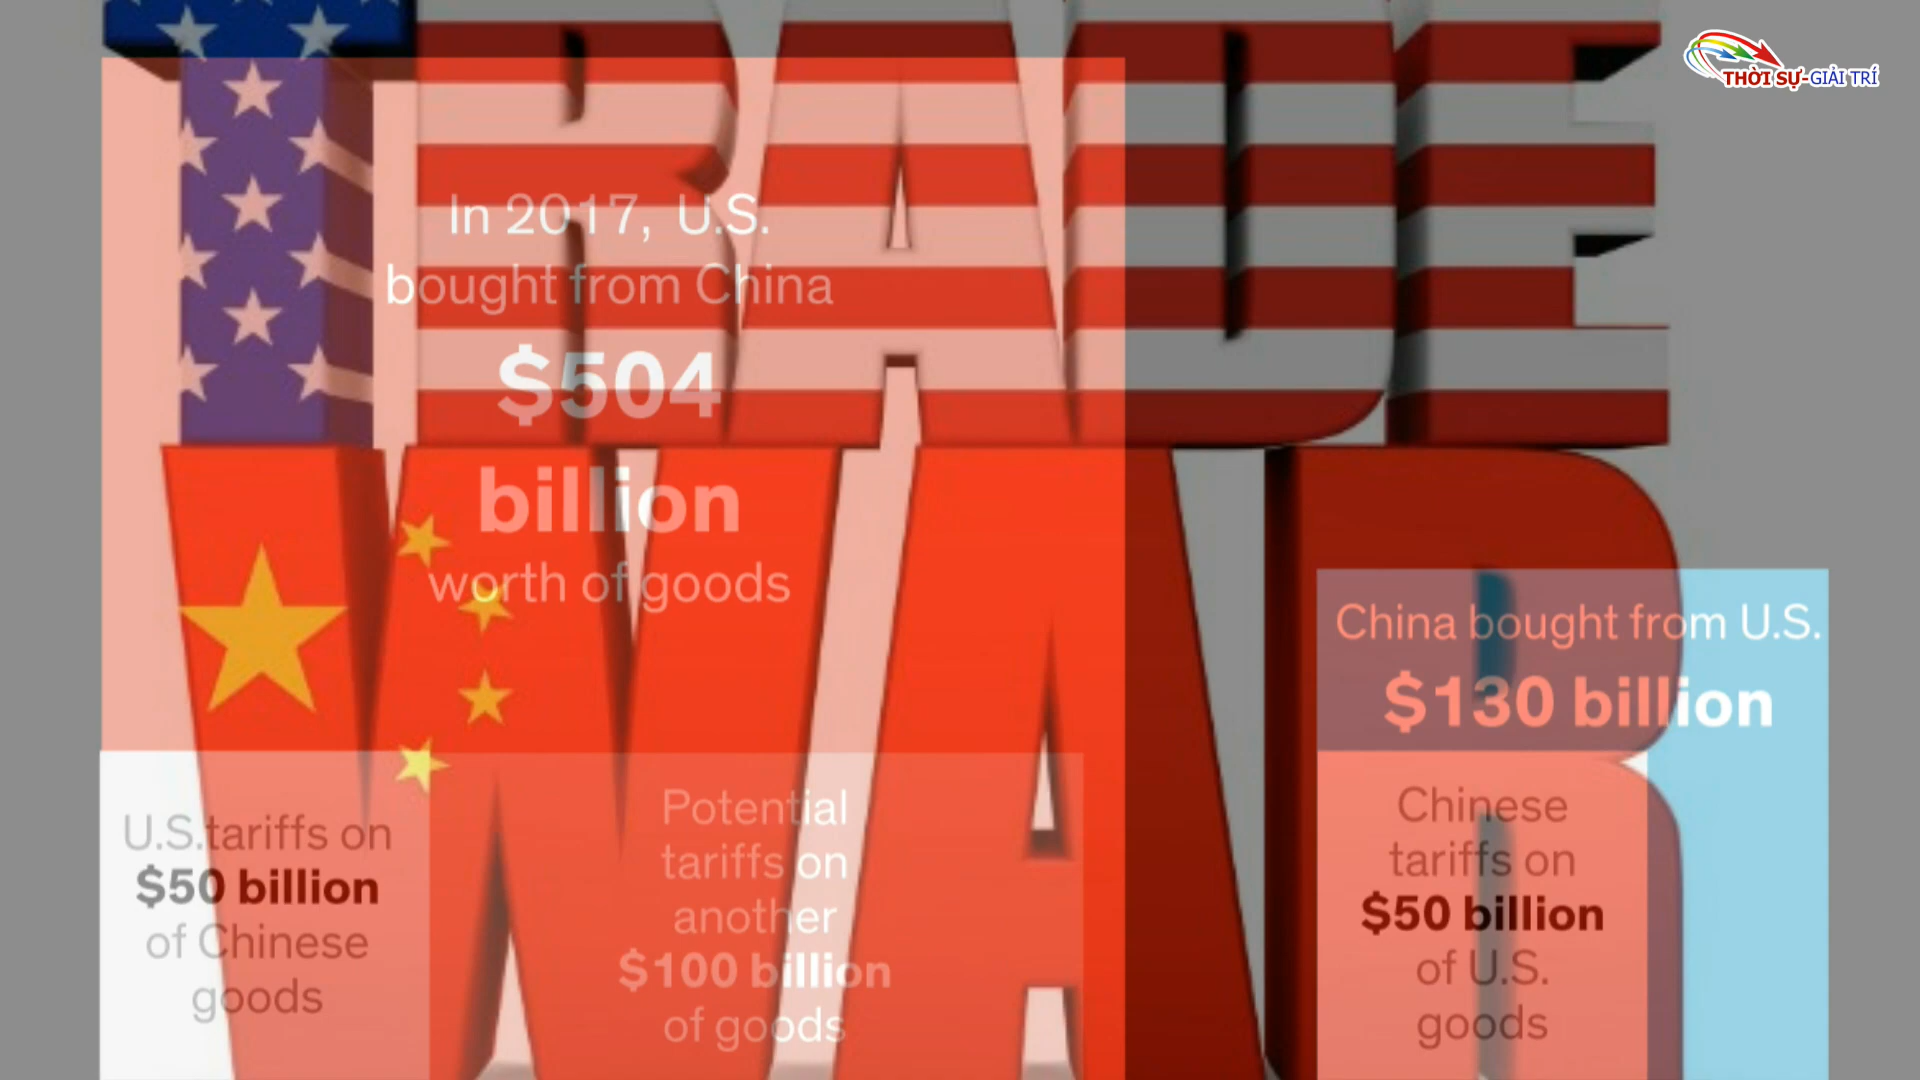 TRADE
WAR
THỜI SỰ-GIẢI TRÍ
In 2017, U.S.
bought from China
$504
billion
worth of goods
China bought from U.S.
$130 billion
U.S.tariffs on
$50 billion
of Chinese
goods
Potential
tariffs on
another
$100 billion
of goods
Chinese
tariffs on
$50 billion
of U.S.
goods